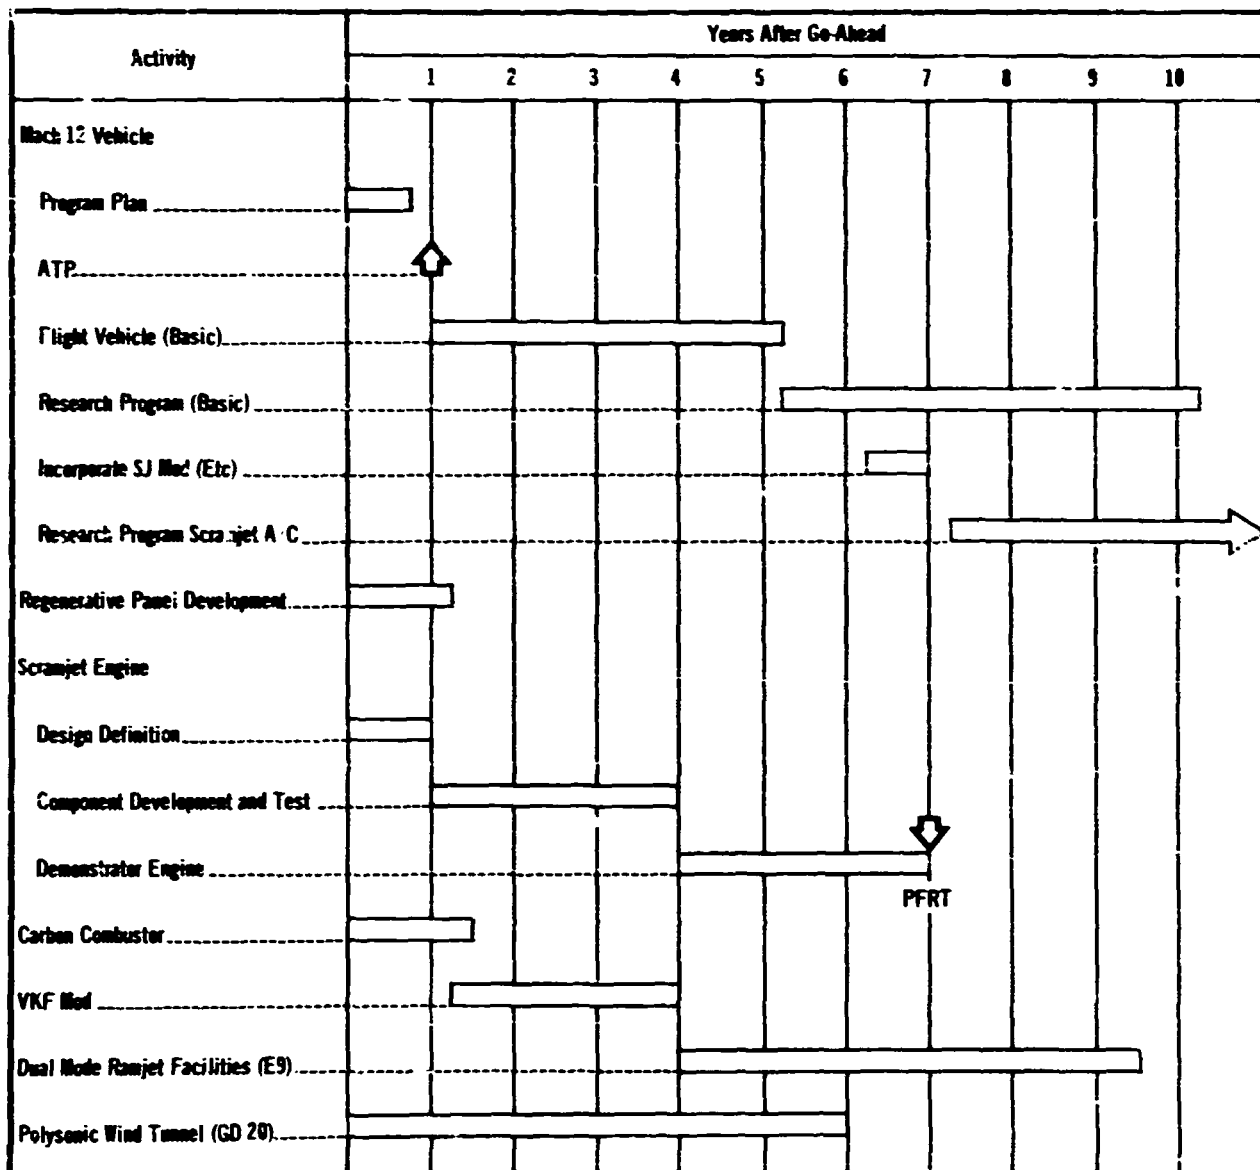 Activity
Years After Go-Ahead
1 2 3 4 5 6 7 8 9 10
Mach 12 Vehicle
Program Plan
ATP
Flight Vehicle (Basic)
Research Program (Basic)
Incorporate SJ Mod (Etc)
Research Program Scramjet A/C
Regenerative Panel Development
Scramjet Engine
Design Definition
Component Development and Test
Demonstrator Engine
PFRT
Carbon Combustor
VKF Mod
Dual Mode Ramjet Facilities (E9)
Polysonic Wind Tunnel (GD 20)